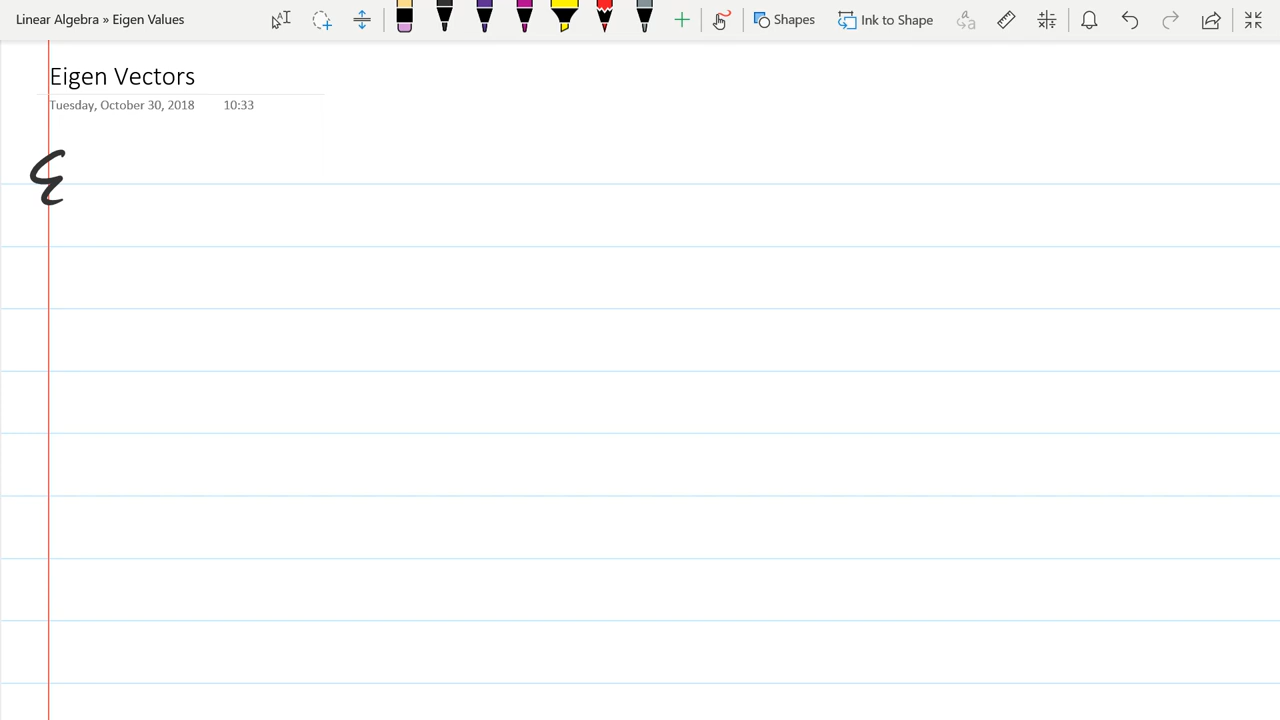 Linear Algebra » Eigen Values
Shapes
Ink to Shape
Eigen Vectors
Tuesday, October 30, 2018 10:33
E